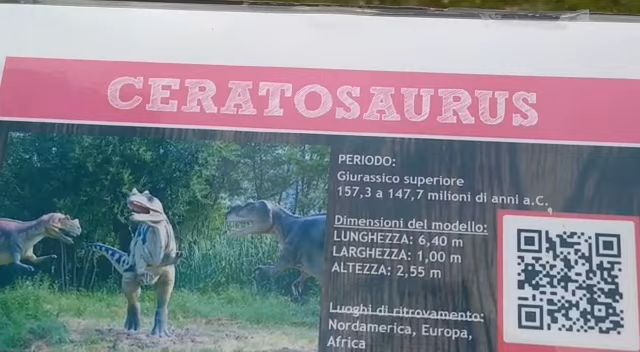 CERATOSAURUS
PERIODO:
Giurassico superiore
157,3 a 147,7 milioni di anni a.C.
Dimensioni del modello:
LUNGHEZZA: 6,40 m
LARGHEZZA: 1,00 m
ALTEZZA: 2,55 m
Luoghi di ritrovamento:
Nordamerica, Europa,
Africa